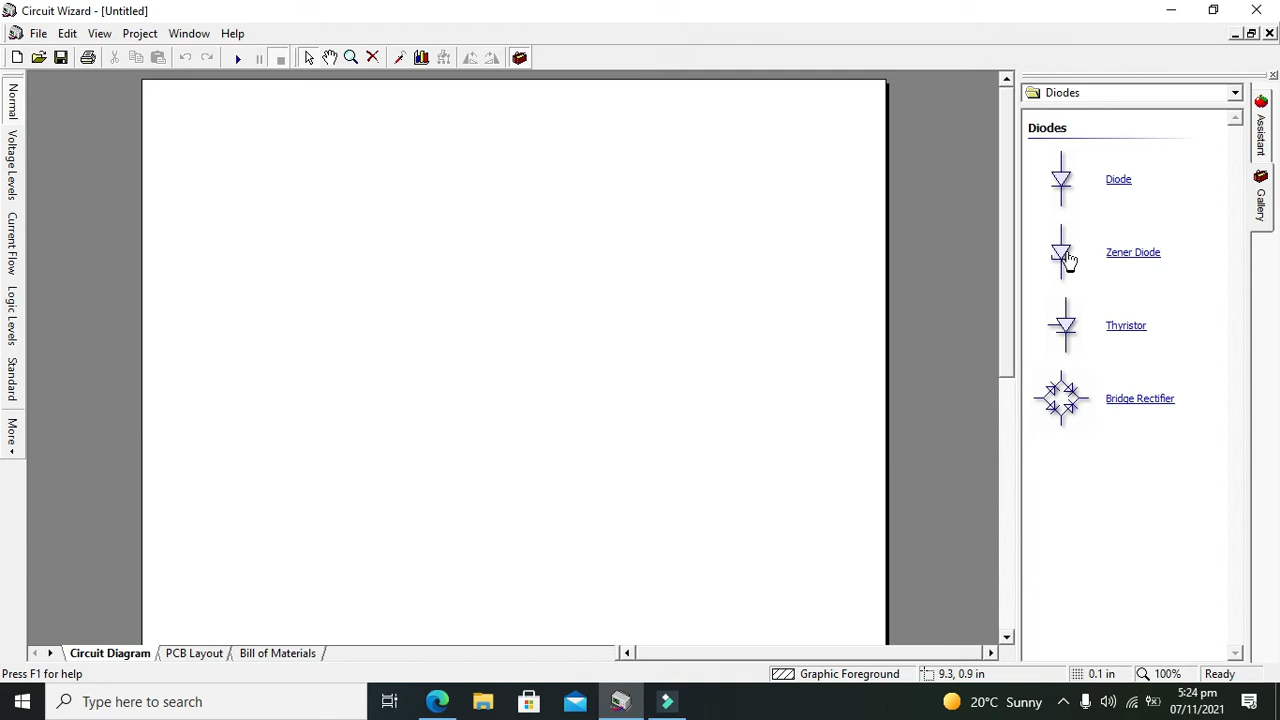 Circuit Wizard - [Untitled]
File Edit View Project Window Help
Normal
Voltage Levels
Current Flow
Logic Levels
Standard
More
Diodes
Diodes
Diode
Zener Diode
Thyristor
Bridge Rectifier
Assistant
Gallery
Circuit Diagram PCB Layout Bill of Materials
Press F1 for help Graphic Foreground 9.3, 0.9 in 0.1 in 100% Ready
Type here to search 20°C Sunny 5:24 pm
07/11/2021